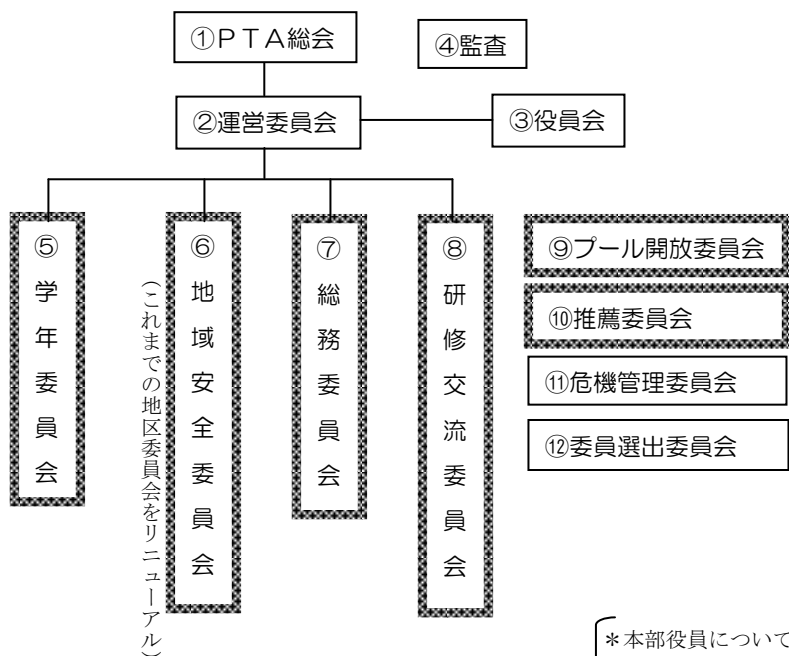 ①ＰＴＡ総会
④監査
②運営委員会
③役員会
⑤学年委員会
⑥地域安全委員会
(これまでの地区委員会をリニューアル)
⑦総務委員会
⑧研修交流委員会
⑨プール開放委員会
⑩推薦委員会
⑪危機管理委員会
⑫委員選出委員会
＊本部役員について